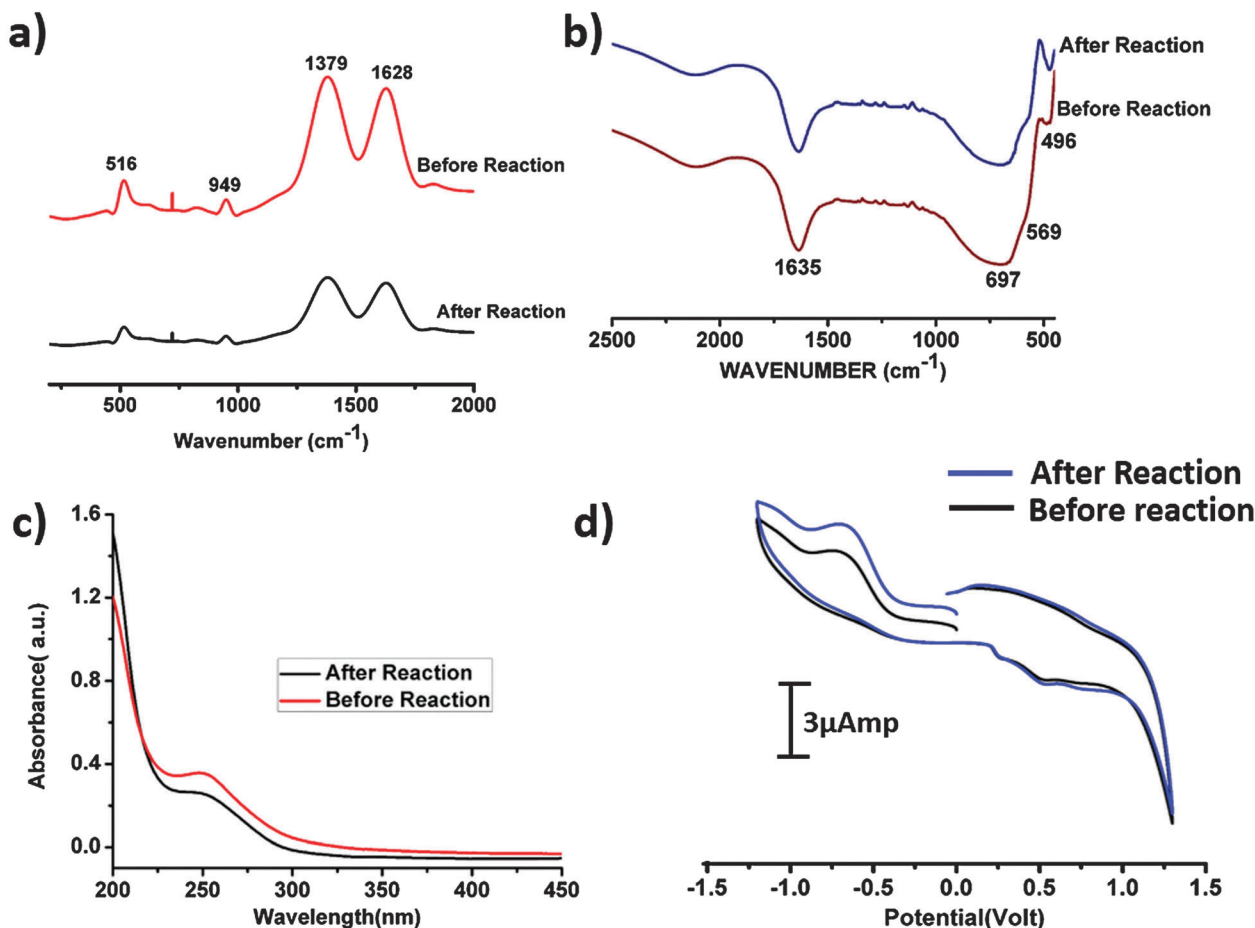 a)
1379
1628
516
949
Before Reaction
After Reaction
500
1000
1500
2000
Wavenumber (cm-1)
b)
After Reaction
Before Reaction
496
569
1635
697
2500
2000
1500
1000
500
WAVENUMBER (cm-1)
c)
1.6
1.2
0.8
0.4
0.0
Absorbance( a.u.)
After Reaction
Before Reaction
200
250
300
350
400
450
Wavelength(nm)
After Reaction
Before reaction
d)
3μAmp
-1.5
-1.0
-0.5
0.0
0.5
1.0
1.5
Potential(Volt)